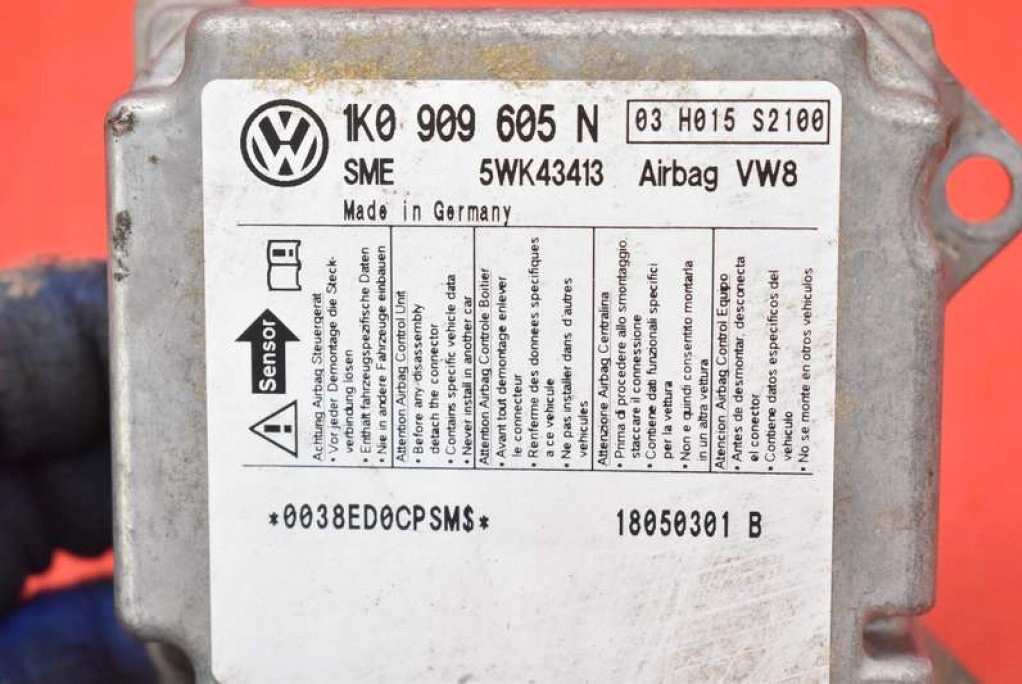 1K0 909 605 N
03 H015 S2100
SME 5WK43413 Airbag VW8
Made in Germany
Sensor
Achtung Airbag Steuergerät
• Vor jeder Demontage die Steck-
verbindung lösen
• Enthält fahrzeugspezifische Daten
• Nie in andere Fahrzeuge einbauen
Attention Airbag Control Unit
• Before any disassembly
detach the connector
• Contains specific vehicle data
• Never install in another car
Attention Airbag Controle Boitier
• Avant tout demontage enlever
le connecteur
• Renferme des donnees specifiques
a ce vehicule
• Ne pas installer dans d'autres
vehicules
Attenzione Airbag Centralina
• Prima di procedere allo smontaggio
staccare il connessione
• Contiene dati funzionali specifici
per la vettura
• Non e quindi consentito montarla
in un altra vettura
Atencion Airbag Control Equipo
• Antes de desmontar, desconecta
el conector
• Contiene datos especificos del
vehiculo
• No se monte en otros vehiculos
*0038ED0CPSM$*
18050301 B